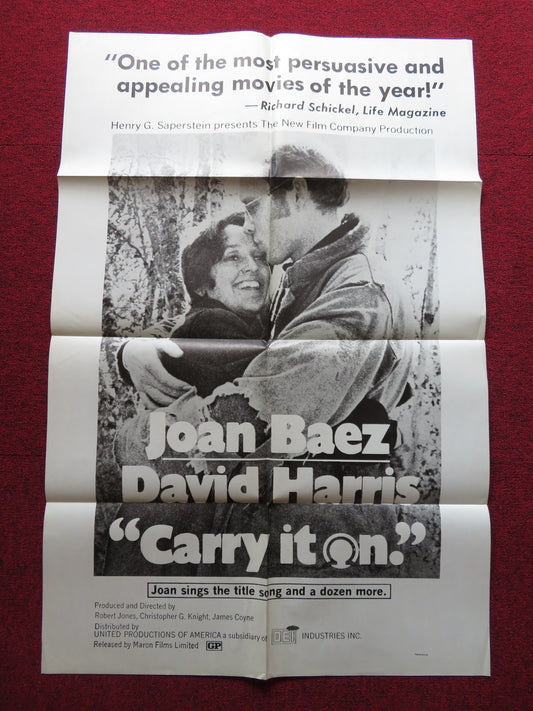 “One of the most persuasive and
appealing movies of the year!”
—Richard Schickel, Life Magazine
Henry G. Saperstein presents The New Film Company Production
Joan Baez
David Harris
“Carry it on.”
Joan sings the title song and a dozen more.
Produced and Directed by
Robert Jones, Christopher G. Knight, James Coyne
Distributed by
UNITED PRODUCTIONS OF AMERICA a subsidiary of DEI INDUSTRIES INC.
Released by Maron Films Limited GP